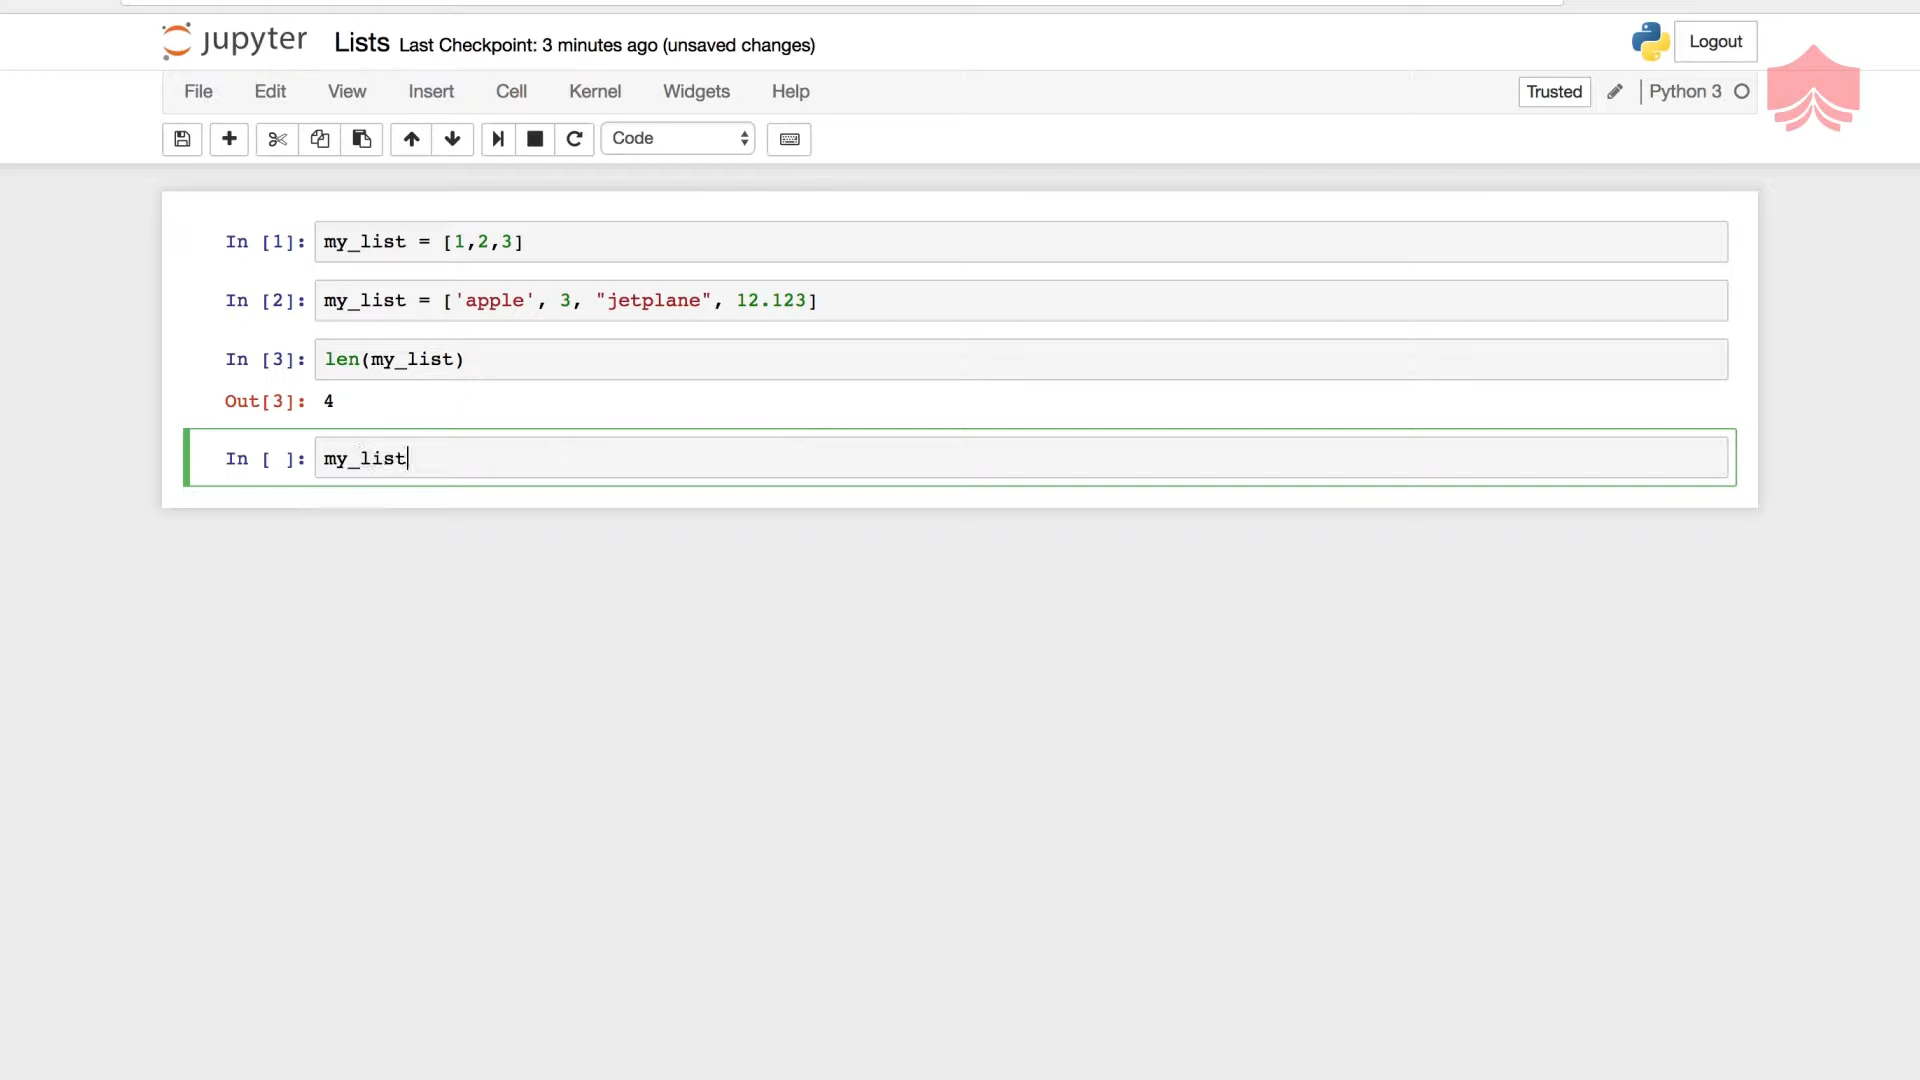 jupyter Lists Last Checkpoint: 3 minutes ago (unsaved changes) Logout
File Edit View Insert Cell Kernel Widgets Help Trusted Python 3
Code
In [1]: my_list = [1,2,3]
In [2]: my_list = ['apple', 3, "jetplane", 12.123]
In [3]: len(my_list)
Out[3]: 4
In [ ]: my_list